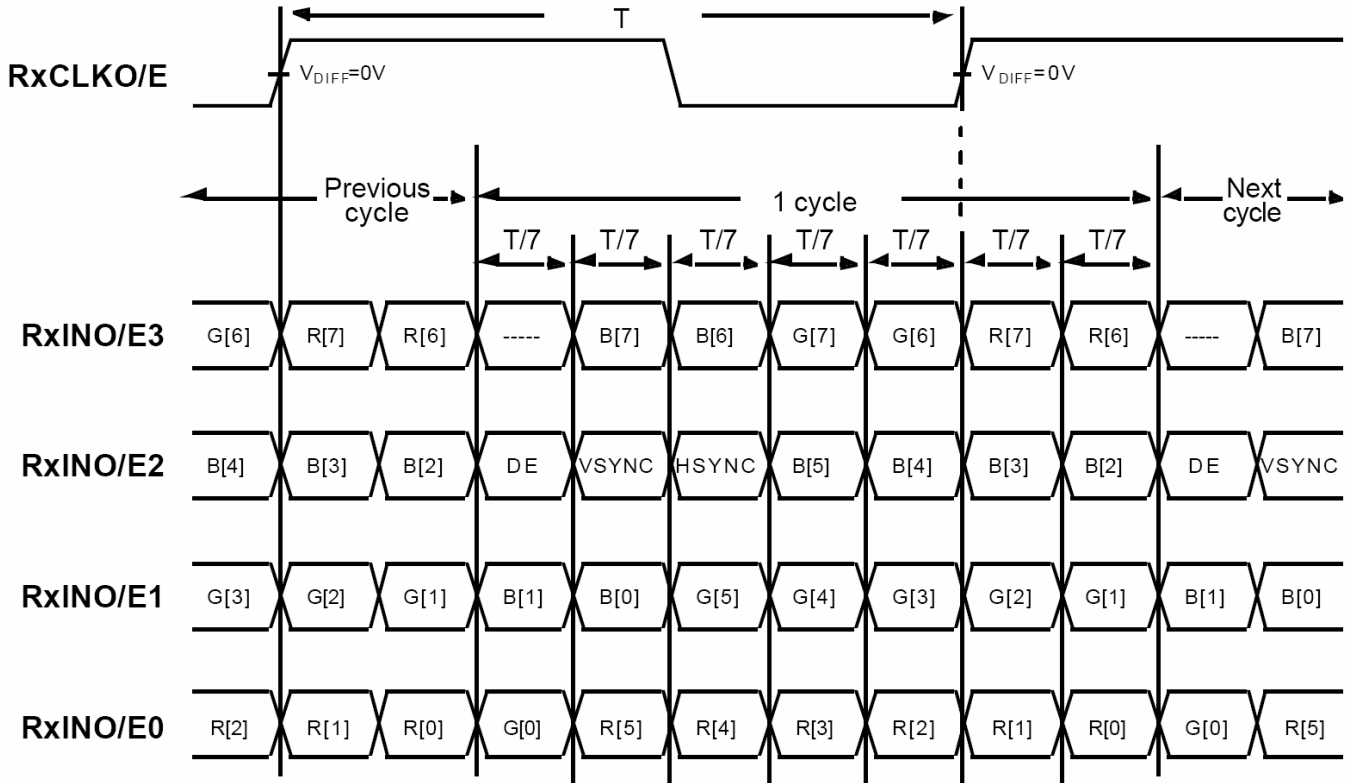 T
RxCLKO/E
VDIFF=0V VDIFF=0V
Previous cycle 1 cycle Next cycle
T/7 T/7 T/7 T/7 T/7 T/7 T/7
RxINO/E3 G[6] R[7] R[6] ----- B[7] B[6] G[7] G[6] R[7] R[6] ----- B[7]
RxINO/E2 B[4] B[3] B[2] DE VSYNC HSYNC B[5] B[4] B[3] B[2] DE VSYNC
RxINO/E1 G[3] G[2] G[1] B[1] B[0] G[5] G[4] G[3] G[2] G[1] B[1] B[0]
RxINO/E0 R[2] R[1] R[0] G[0] R[5] R[4] R[3] R[2] R[1] R[0] G[0] R[5]